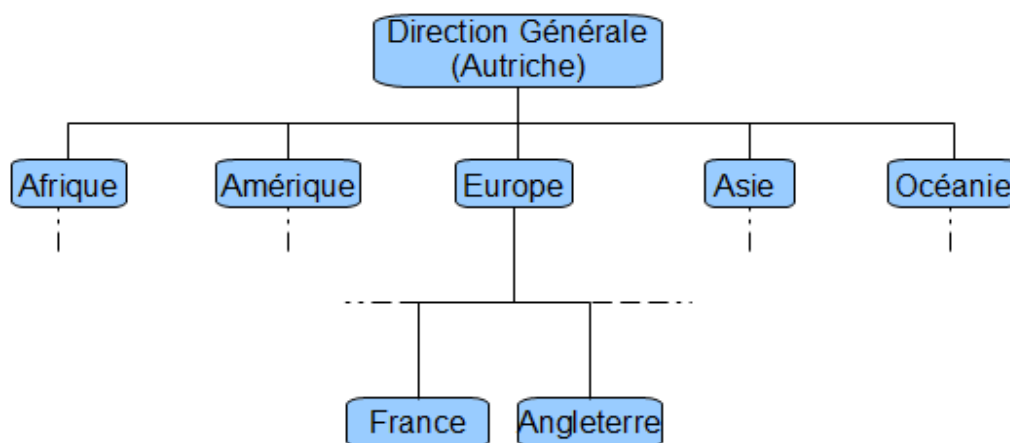 Direction Générale
(Autriche)
Afrique
Amérique
Europe
Asie
Océanie
France
Angleterre